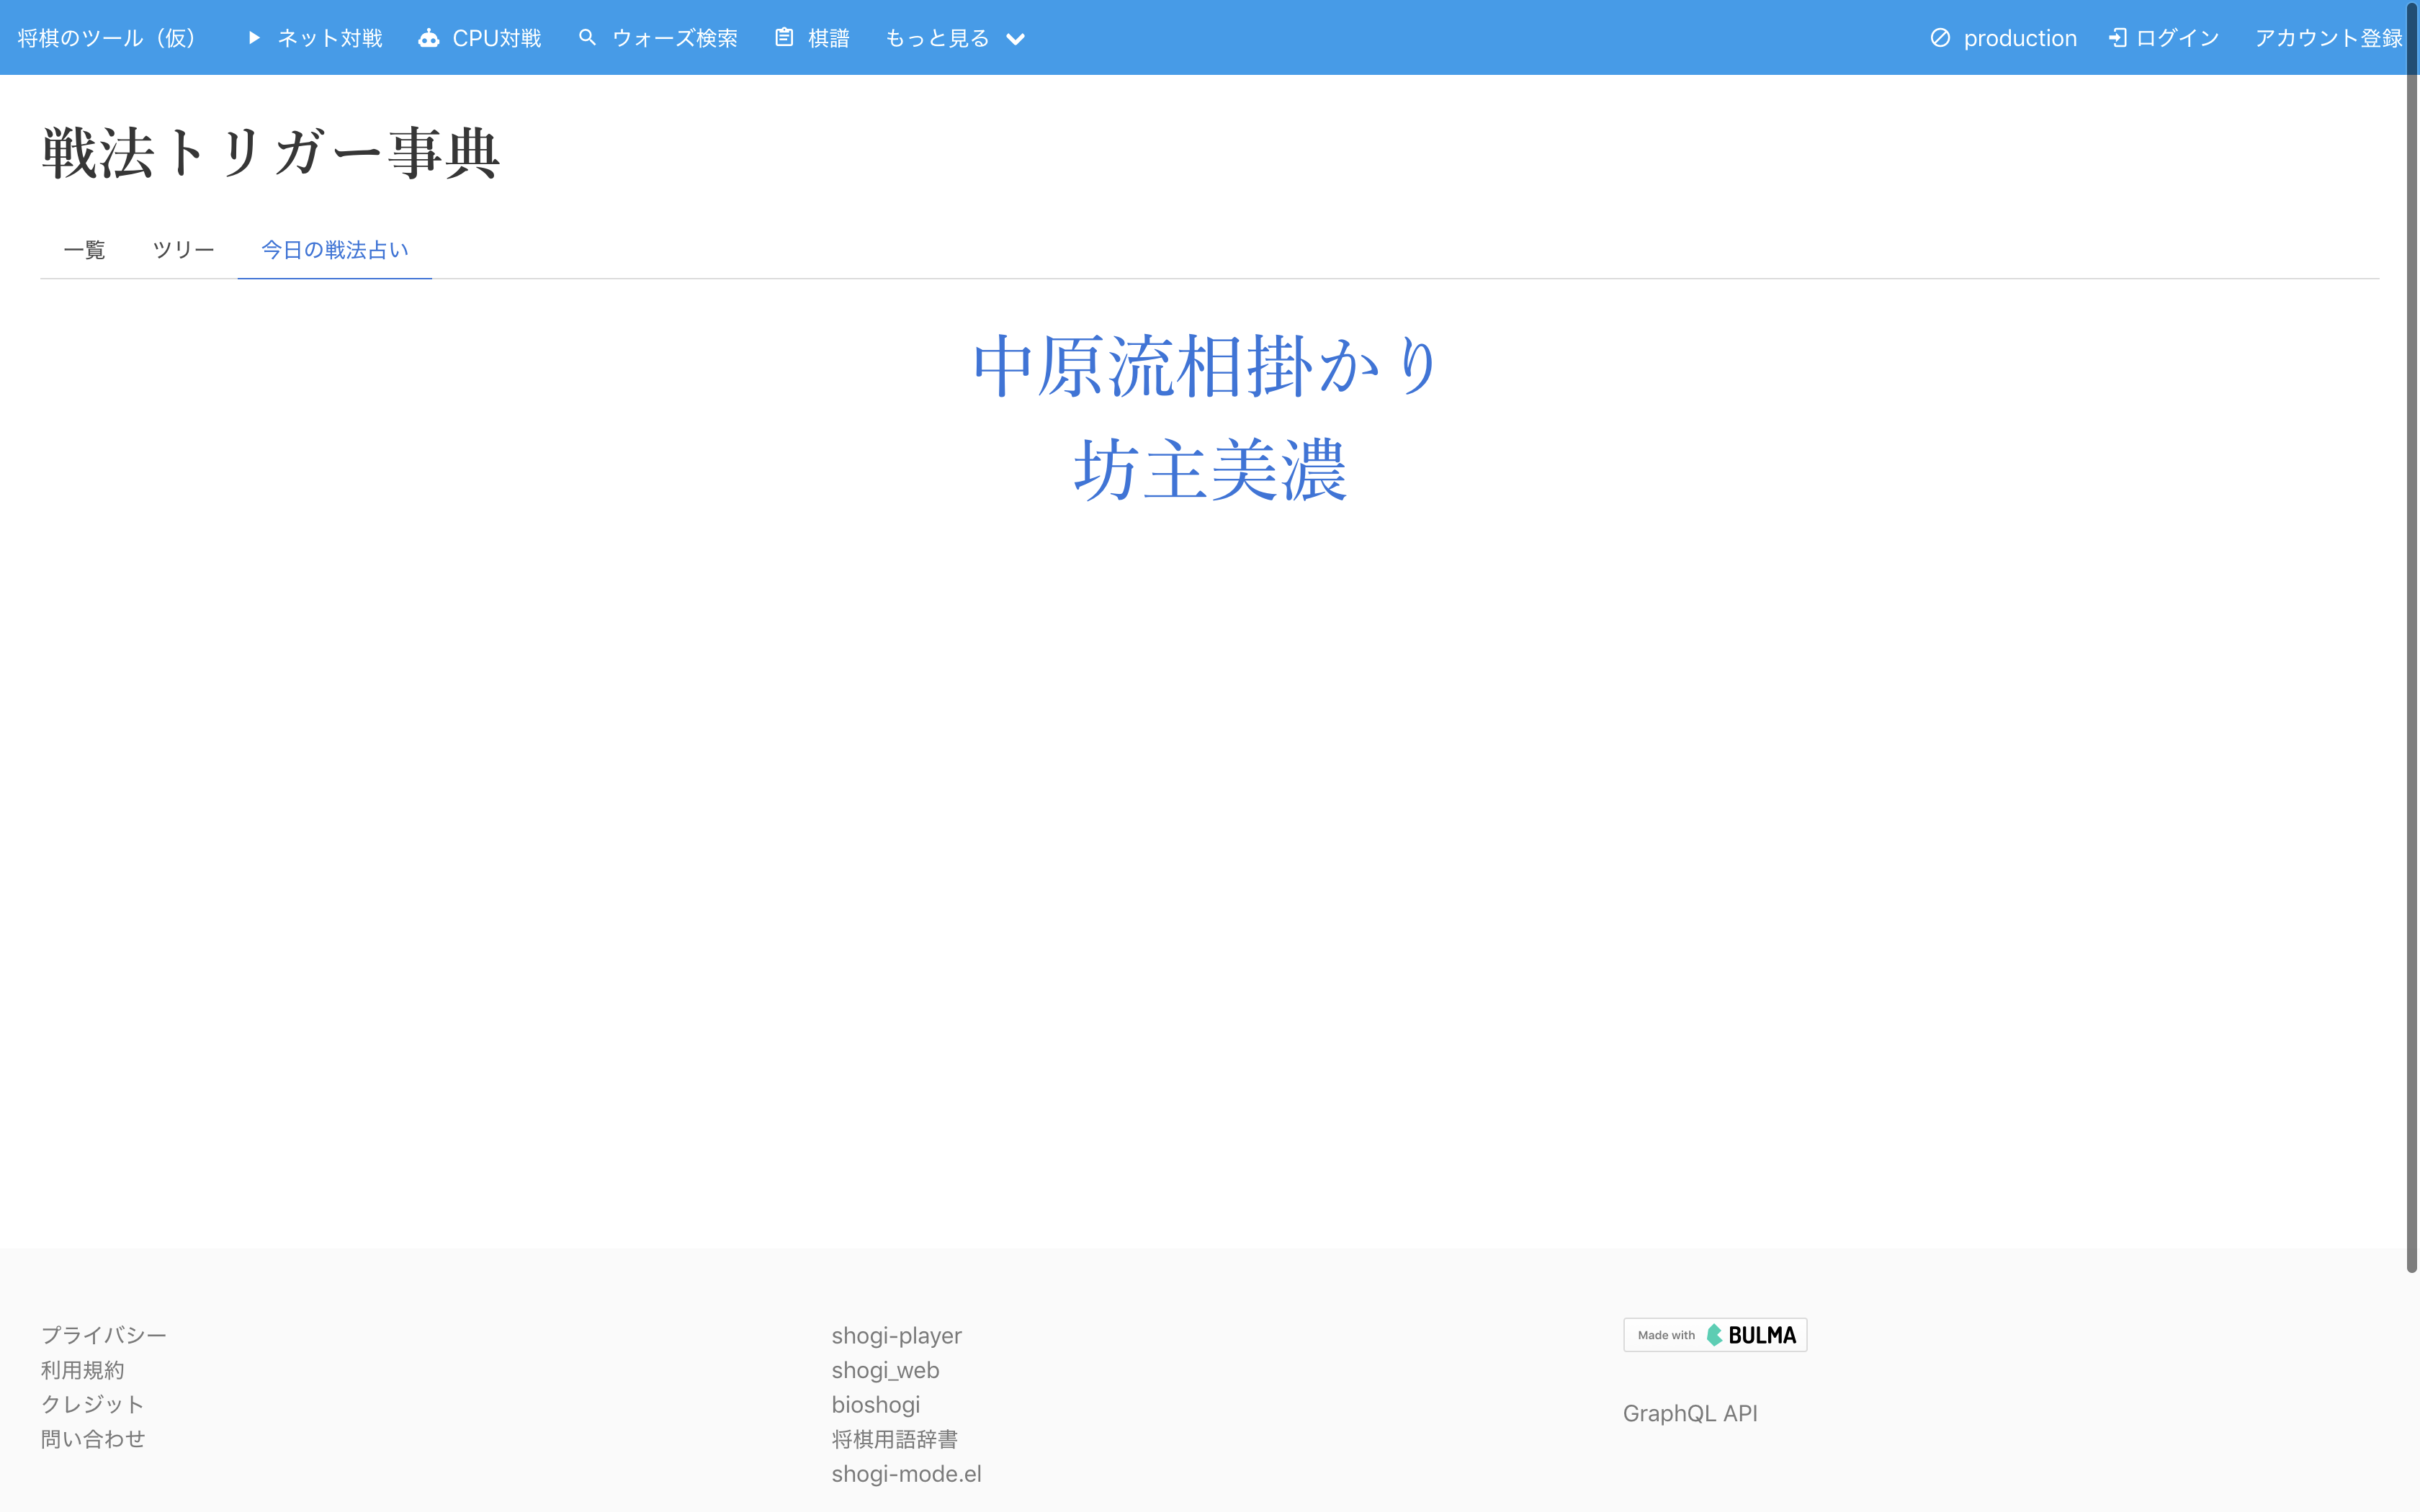 将棋のツール（仮） ネット対戦 CPU対戦 ウォーズ検索 棋譜 もっと見る production ログイン アカウント登録
戦法トリガー事典
一覧 ツリー 今日の戦法占い
中原流相掛かり
坊主美濃
プライバシー
利用規約
クレジット
問い合わせ
shogi-player
shogi_web
bioshogi
将棋用語辞書
shogi-mode.el
Made with BULMA
GraphQL API